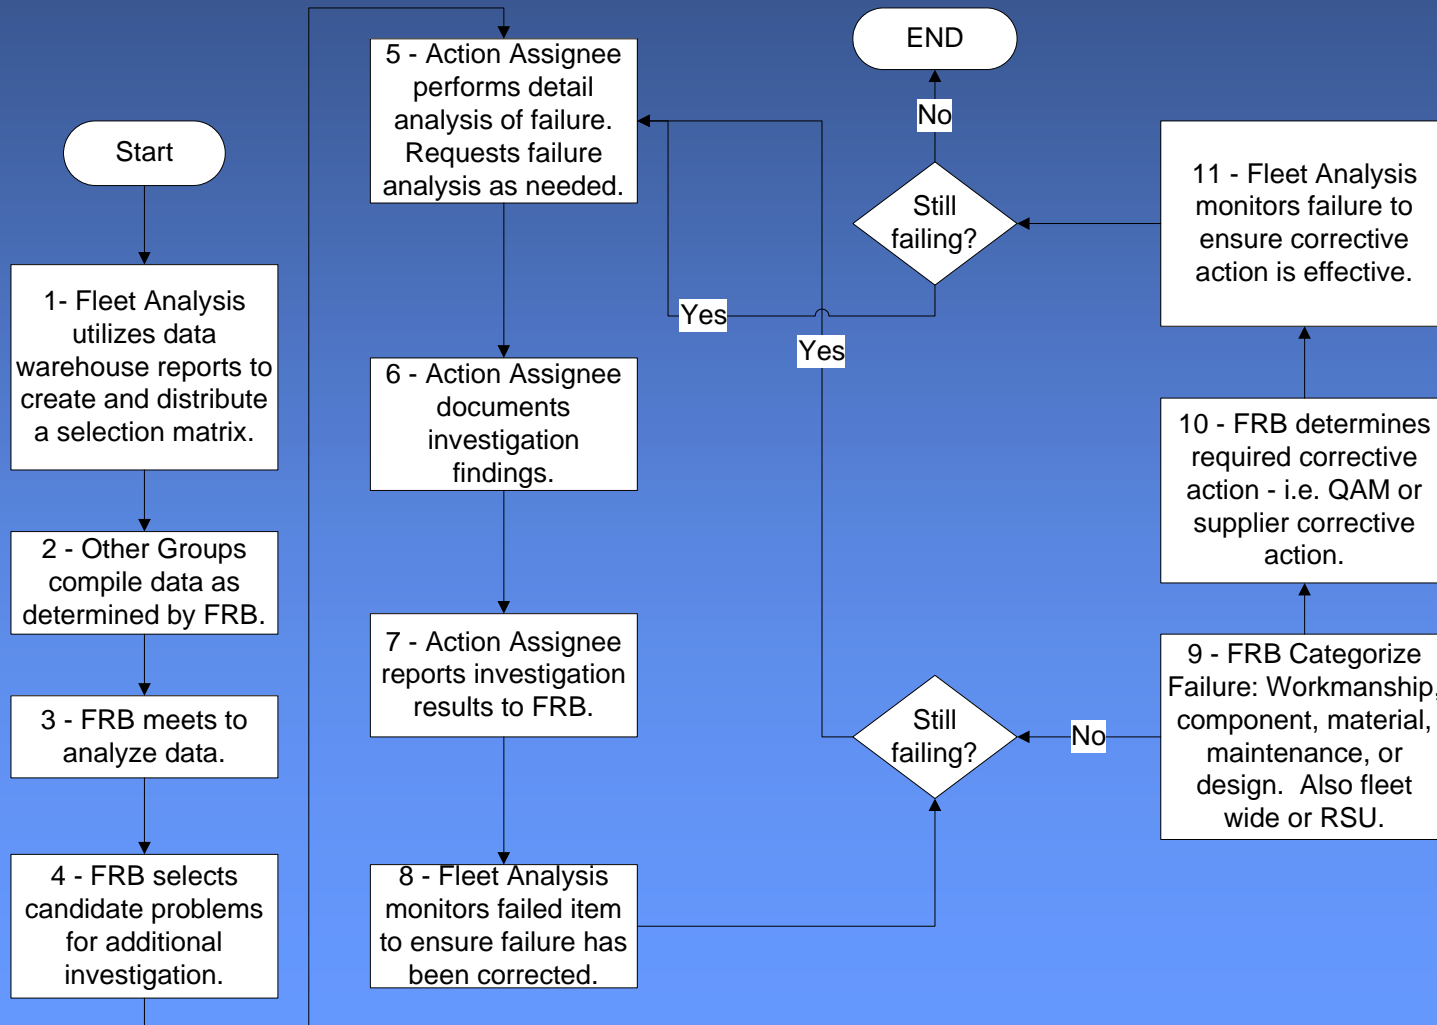 Start
1- Fleet Analysis
utilizes data
warehouse reports to
create and distribute
a selection matrix.
2 - Other Groups
compile data as
determined by FRB.
3 - FRB meets to
analyze data.
4 - FRB selects
candidate problems
for additional
investigation.
5 - Action Assignee
performs detail
analysis of failure.
Requests failure
analysis as needed.
6 - Action Assignee
documents
investigation
findings.
7 - Action Assignee
reports investigation
results to FRB.
8 - Fleet Analysis
monitors failed item
to ensure failure has
been corrected.
Still
failing?
Yes
No
9 - FRB Categorize
Failure: Workmanship,
component, material,
maintenance, or
design.  Also fleet
wide or RSU.
10 - FRB determines
required corrective
action - i.e. QAM or
supplier corrective
action.
11 - Fleet Analysis
monitors failure to
ensure corrective
action is effective.
Still
failing?
Yes
No
END